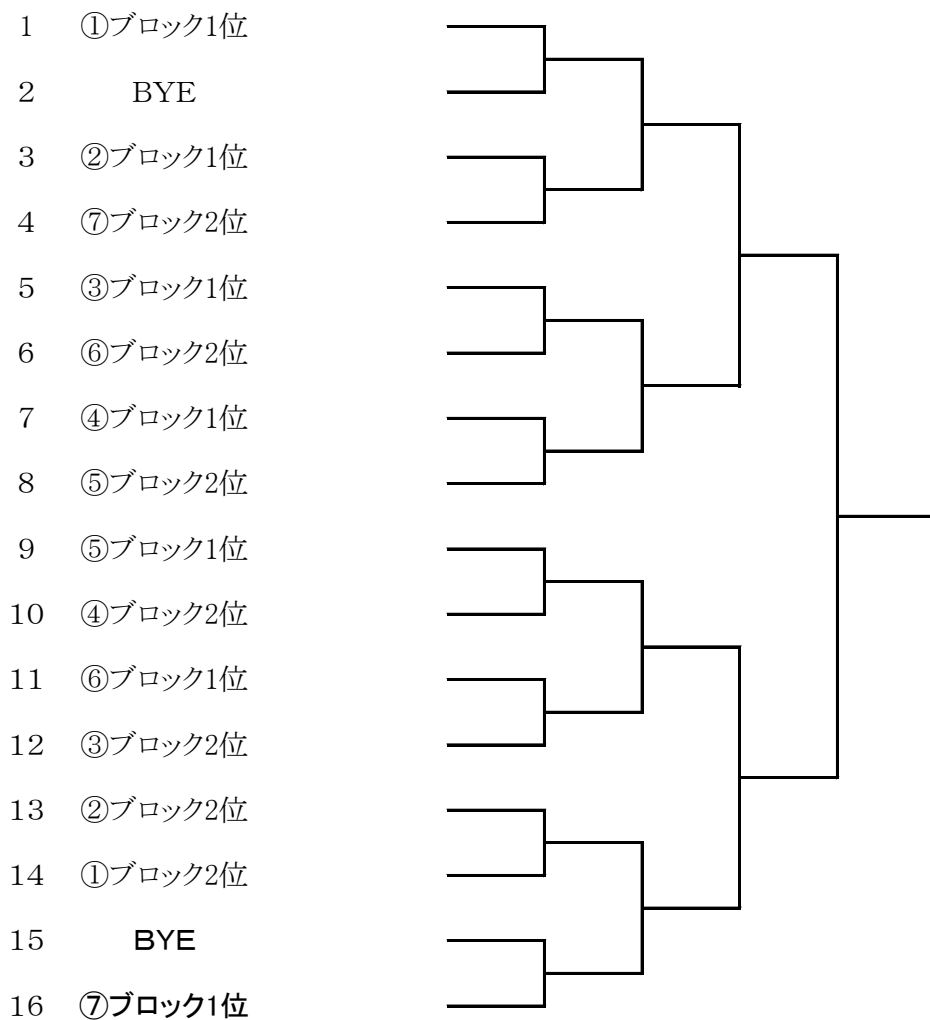 1 ①ブロック1位
2 BYE
3 ②ブロック1位
4 ⑦ブロック2位
5 ③ブロック1位
6 ⑥ブロック2位
7 ④ブロック1位
8 ⑤ブロック2位
9 ⑤ブロック1位
10 ④ブロック2位
11 ⑥ブロック1位
12 ③ブロック2位
13 ②ブロック2位
14 ①ブロック2位
15 BYE
16 ⑦ブロック1位